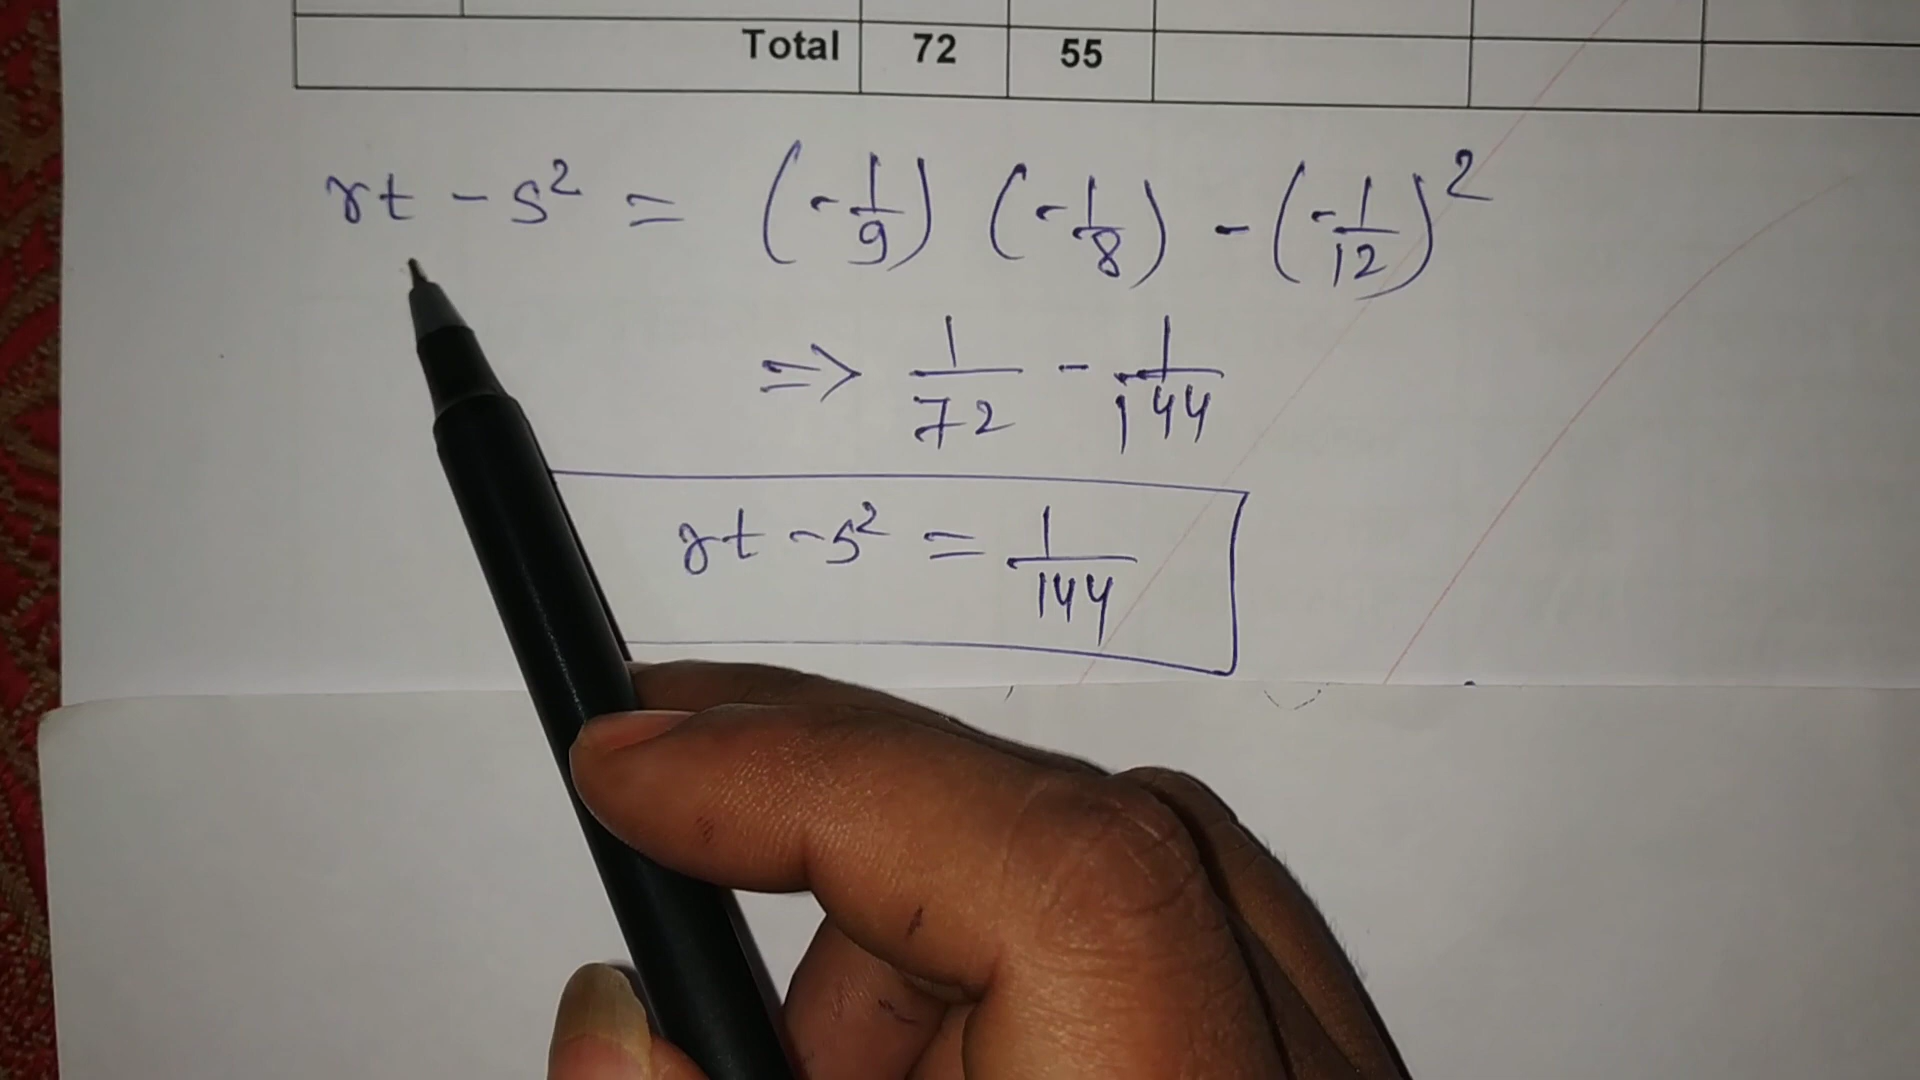 Total 72 55
rt - s² = (-1/9) (-1/8) - (-1/12)²
=> 1/72 - 1/144
rt - s² = 1/144